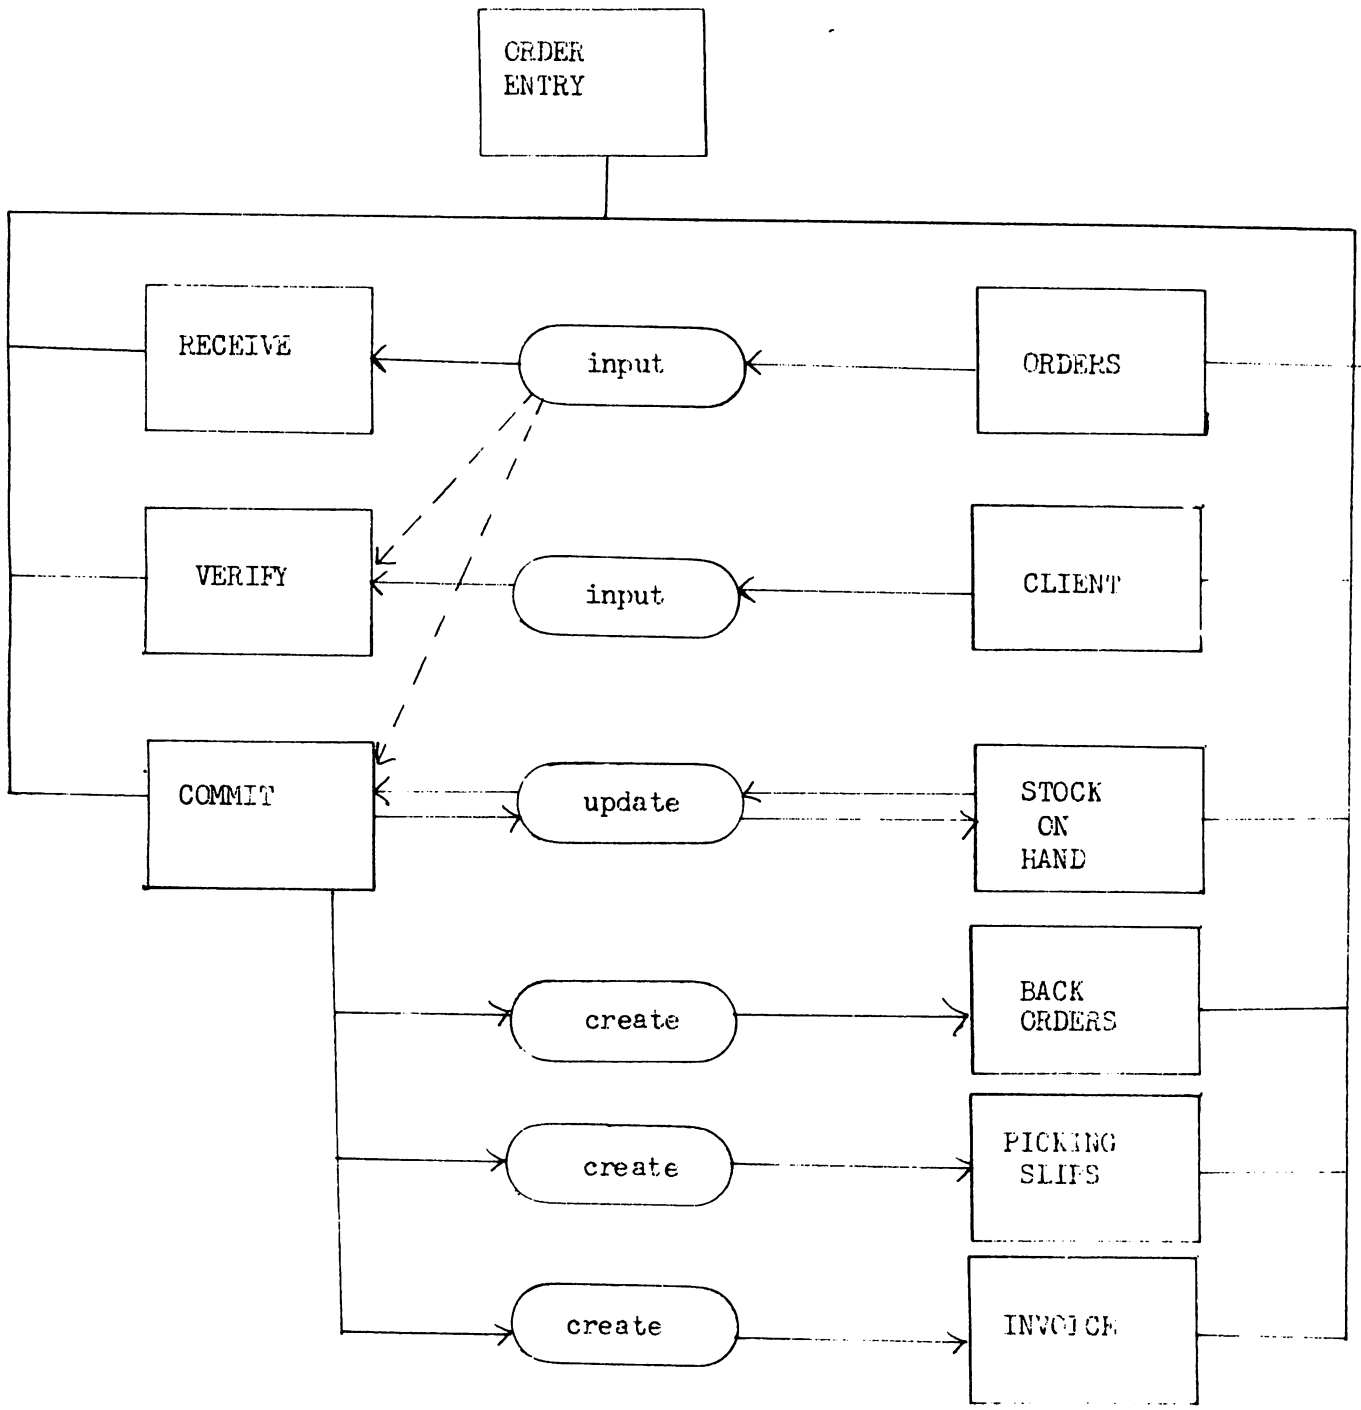 ORDER
ENTRY
RECEIVE
input
ORDERS
VERIFY
input
CLIENT
COMMIT
update
STOCK
ON
HAND
create
BACK
ORDERS
create
PICKING
SLIPS
create
INVOICE